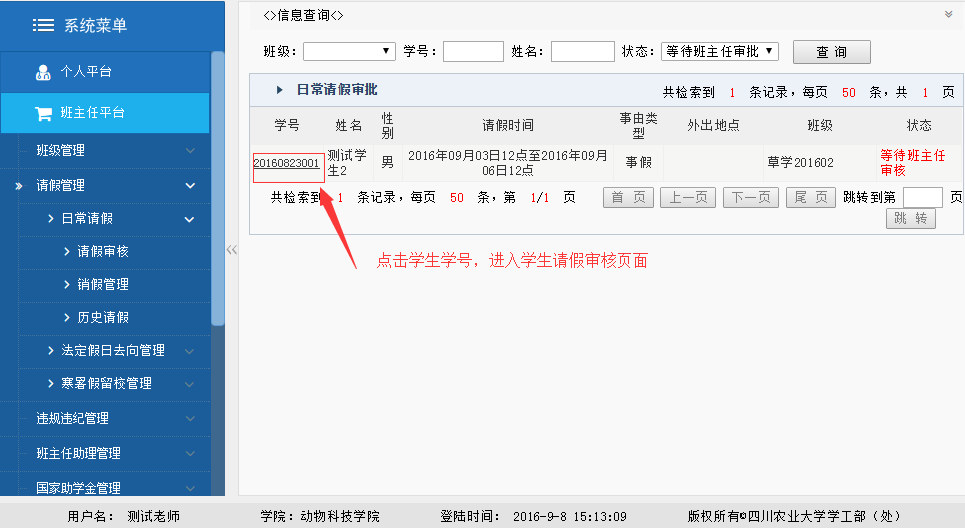 系统菜单
个人平台
班主任平台
班级管理
请假管理
日常请假
请假审核
销假管理
历史请假
法定假日去向管理
寒暑假留校管理
违规违纪管理
班主任助理管理
国家助学金管理
<>信息查询<>
班级： 学号： 姓名： 状态： 等待班主任审批 查 询
日常请假审批 共检索到 1 条记录，每页 50 条，共 1 页
学号 姓名 性别 请假时间 事由类型 外出地点 班级 状态
20160823001 测试学生2 男 2016年09月03日12点至2016年09月06日12点 事假 草学201602 等待班主任审核
共检索到 1 条记录，每页 50 条，第 1/1 页 首 页 上一页 下一页 尾 页 跳转到第 页
跳 转
点击学生学号，进入学生请假审核页面
用户名： 测试老师 学院：动物科技学院 登陆时间： 2016-9-8 15:13:09 版权所有©四川农业大学学工部（处）